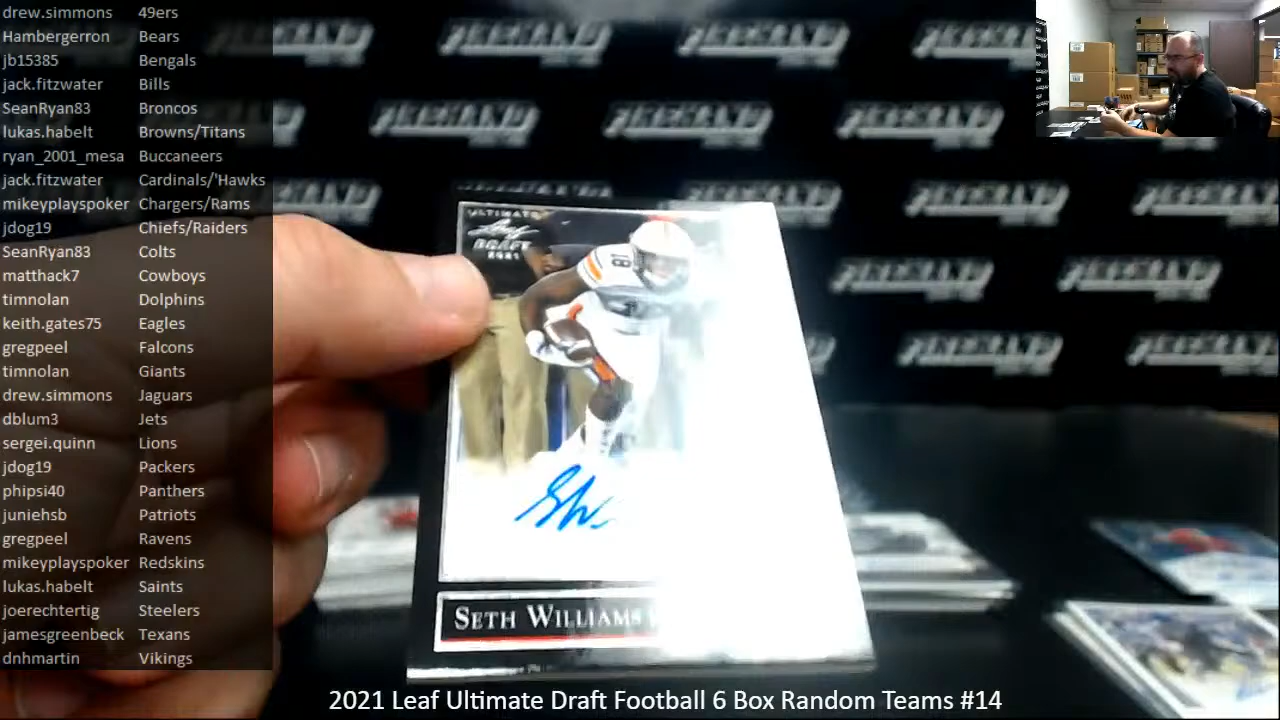 drew.simmons 49ers
Hambergerron Bears
jb15385 Bengals
jack.fitzwater Bills
SeanRyan83 Broncos
lukas.habelt Browns/Titans
ryan_2001_mesa Buccaneers
jack.fitzwater Cardinals/'Hawks
mikeyplayspoker Chargers/Rams
jdog19 Chiefs/Raiders
SeanRyan83 Colts
matthack7 Cowboys
timnolan Dolphins
keith.gates75 Eagles
gregpeel Falcons
timnolan Giants
drew.simmons Jaguars
dblum3 Jets
sergei.quinn Lions
jdog19 Packers
phipsi40 Panthers
juniehsb Patriots
gregpeel Ravens
mikeyplayspoker Redskins
lukas.habelt Saints
joerechtertig Steelers
jamesgreenbeck Texans
dnhmartin Vikings
ULTIMATE
Leaf
DRAFT
2021
18
SETH WILLIAMS
2021 Leaf Ultimate Draft Football 6 Box Random Teams #14